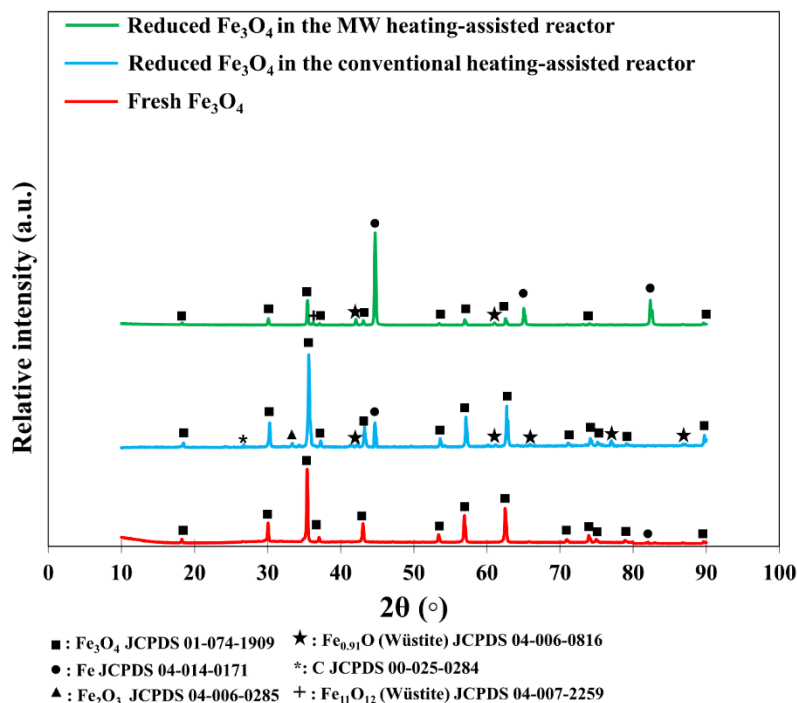 Reduced Fe₃O₄ in the MW heating-assisted reactor
Reduced Fe₃O₄ in the conventional heating-assisted reactor
Fresh Fe₃O₄
Relative intensity (a.u.)
0 10 20 30 40 50 60 70 80 90 100
2θ (○)
■ : Fe₃O₄ JCPDS 01-074-1909 ★ : Fe₀.₉₁O (Wüstite) JCPDS 04-006-0816
● : Fe JCPDS 04-014-0171 *: C JCPDS 00-025-0284
▲ : Fe₂O₃ JCPDS 04-006-0285 + : Fe₁₁O₁₂ (Wüstite) JCPDS 04-007-2259